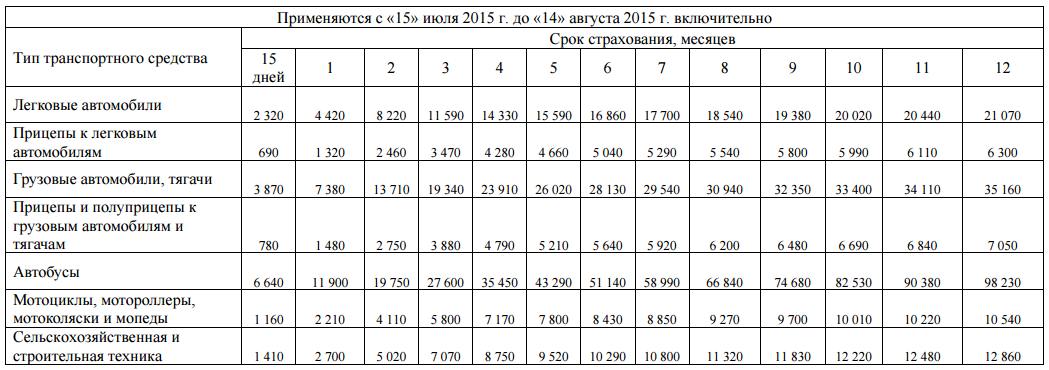 Применяются с «15» июля 2015 г. до «14» августа 2015 г. включительно
Тип транспортного средства
Срок страхования, месяцев
15 дней 1 2 3 4 5 6 7 8 9 10 11 12
Легковые автомобили 2 320 4 420 8 220 11 590 14 330 15 590 16 860 17 700 18 540 19 380 20 020 20 440 21 070
Прицепы к легковым
автомобилям 690 1 320 2 460 3 470 4 280 4 660 5 040 5 290 5 540 5 800 5 990 6 110 6 300
Грузовые автомобили, тягачи 3 870 7 380 13 710 19 340 23 910 26 020 28 130 29 540 30 940 32 350 33 400 34 110 35 160
Прицепы и полуприцепы к
грузовым автомобилям и
тягачам 780 1 480 2 750 3 880 4 790 5 210 5 640 5 920 6 200 6 480 6 690 6 840 7 050
Автобусы 6 640 11 900 19 750 27 600 35 450 43 290 51 140 58 990 66 840 74 680 82 530 90 380 98 230
Мотоциклы, мотороллеры,
мотоколяски и мопеды 1 160 2 210 4 110 5 800 7 170 7 800 8 430 8 850 9 270 9 700 10 010 10 220 10 540
Сельскохозяйственная и
строительная техника 1 410 2 700 5 020 7 070 8 750 9 520 10 290 10 800 11 320 11 830 12 220 12 480 12 860